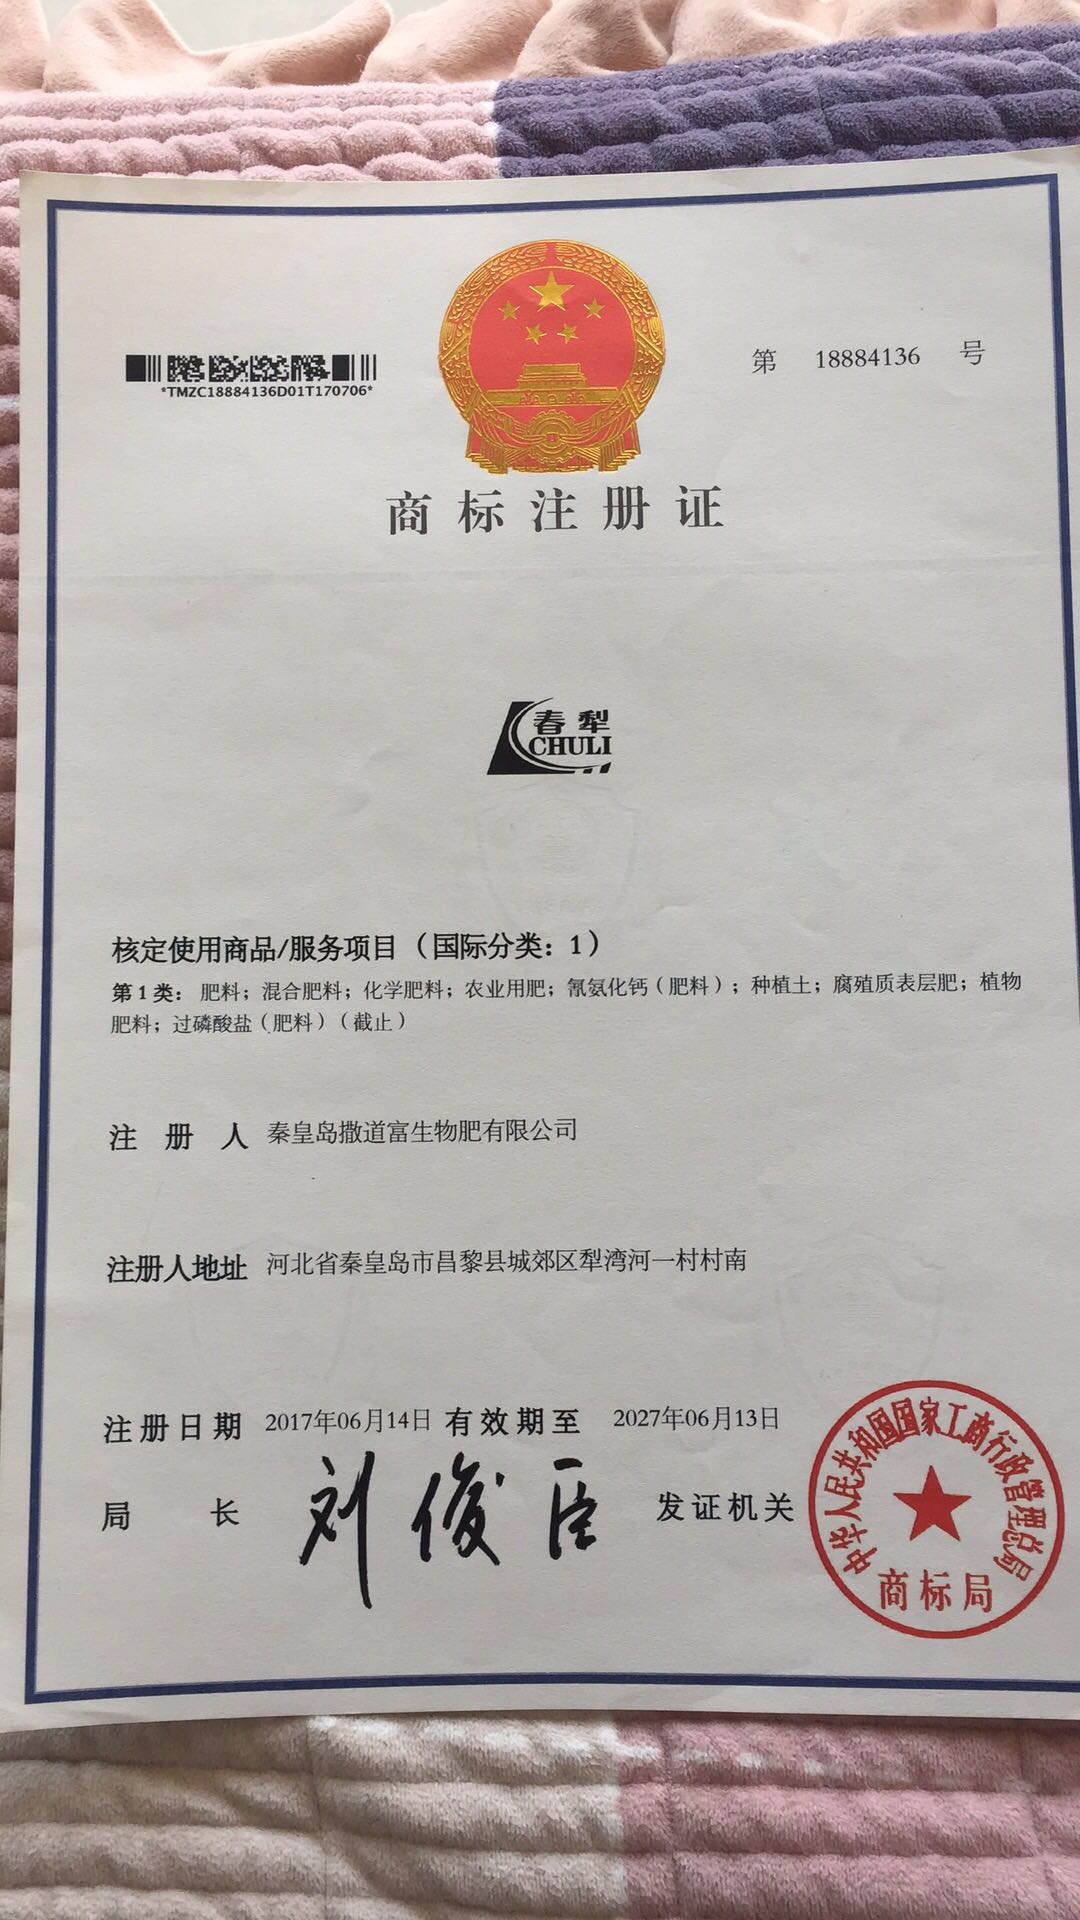 第 18884136 号
*TMZC18884136D01T170706*
商标注册证
春犁
CHULI
核定使用商品/服务项目（国际分类：1）
第1类：肥料；混合肥料；化学肥料；农业用肥；氰氨化钙（肥料）；种植土；腐殖质表层肥；植物
肥料；过磷酸盐（肥料）（截止）
注册人 秦皇岛撒道富生物肥有限公司
注册人地址 河北省秦皇岛市昌黎县城郊区犁湾河一村村南
注册日期 2017年06月14日 有效期至 2027年06月13日
局长 刘俊臣 发证机关
中华人民共和国国家工商行政管理总局
商标局